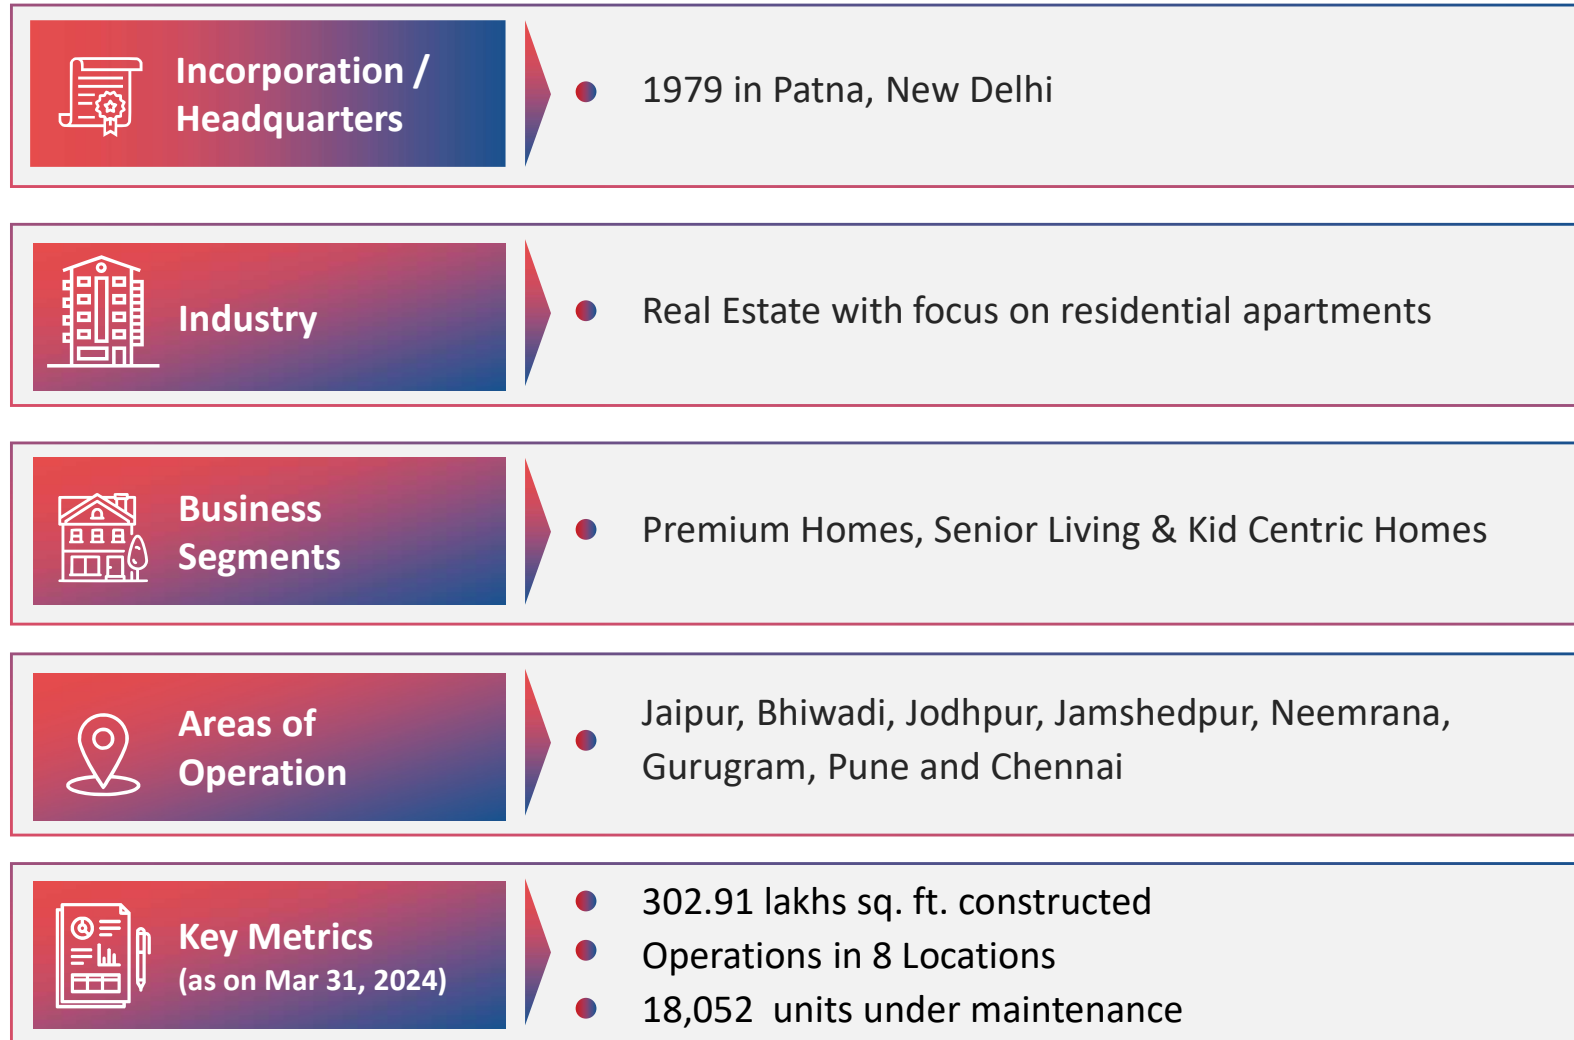 Incorporation /
Headquarters
1979 in Patna, New Delhi
Industry
Real Estate with focus on residential apartments
Business
Segments
Premium Homes, Senior Living & Kid Centric Homes
Areas of
Operation
Jaipur, Bhiwadi, Jodhpur, Jamshedpur, Neemrana,
Gurugram, Pune and Chennai
Key Metrics
(as on Mar 31, 2024)
302.91 lakhs sq. ft. constructed
Operations in 8 Locations
18,052 units under maintenance